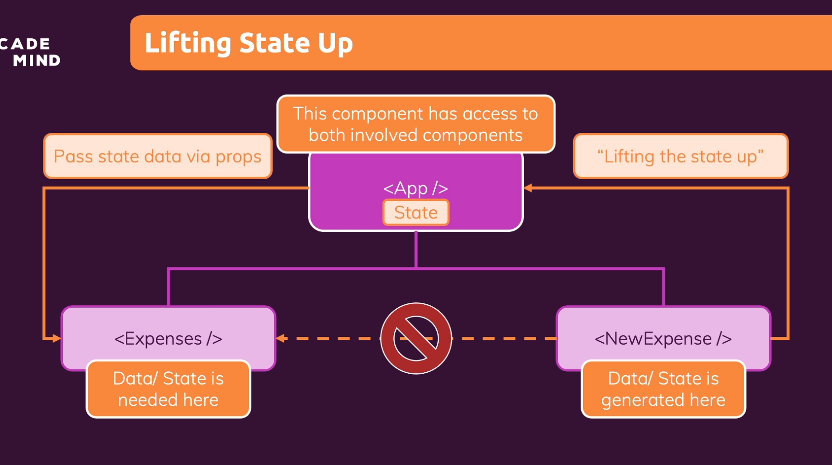 CADE
MIND
Lifting State Up
This component has access to
both involved components
Pass state data via props
“Lifting the state up”
<App />
State
<Expenses />
<NewExpense />
Data/ State is
needed here
Data/ State is
generated here